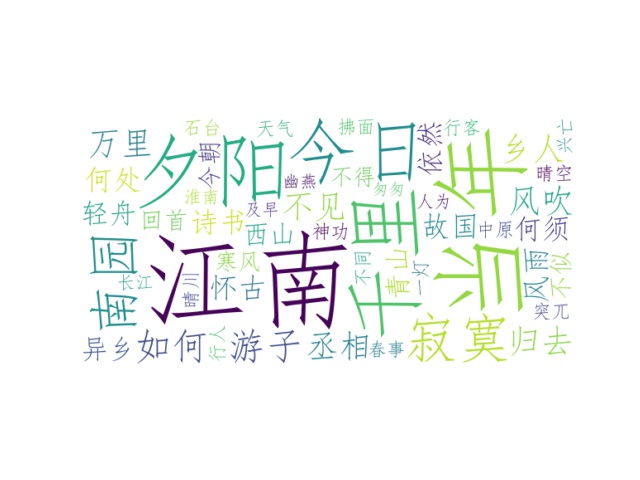 石台
天气
拂面
行客
兴亡
万里
夕阳
今朝
今日
依然
乡人
晴空
何处
淮南
幽燕
不得
匆匆
轻舟
回首
诗书
及早
不见
人为
风吹
南园
西山
神功
千里
故国
中原
何须
当年
长江
江南
晴川
寒风
怀古
不同
青山
一灯
风雨
不似
突兀
异乡
如何
行人
游子
丞相
春事
寂寞
归去